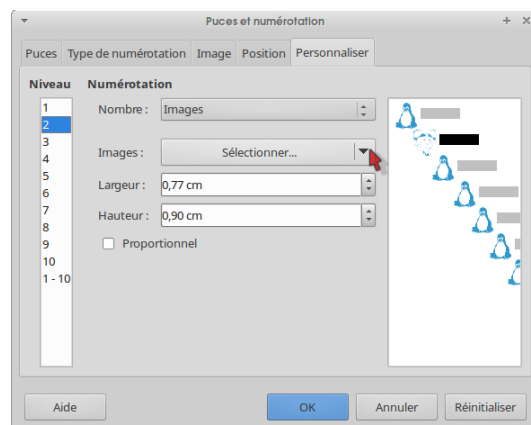 Puces et numérotation
Puces Type de numérotation Image Position Personnaliser
Niveau Numérotation
1
2
3
4
5
6
7
8
9
10
1 - 10
Nombre : Images
Images : Sélectionner...
Largeur : 0,77 cm
Hauteur : 0,90 cm
Proportionnel
Aide OK Annuler Réinitialiser